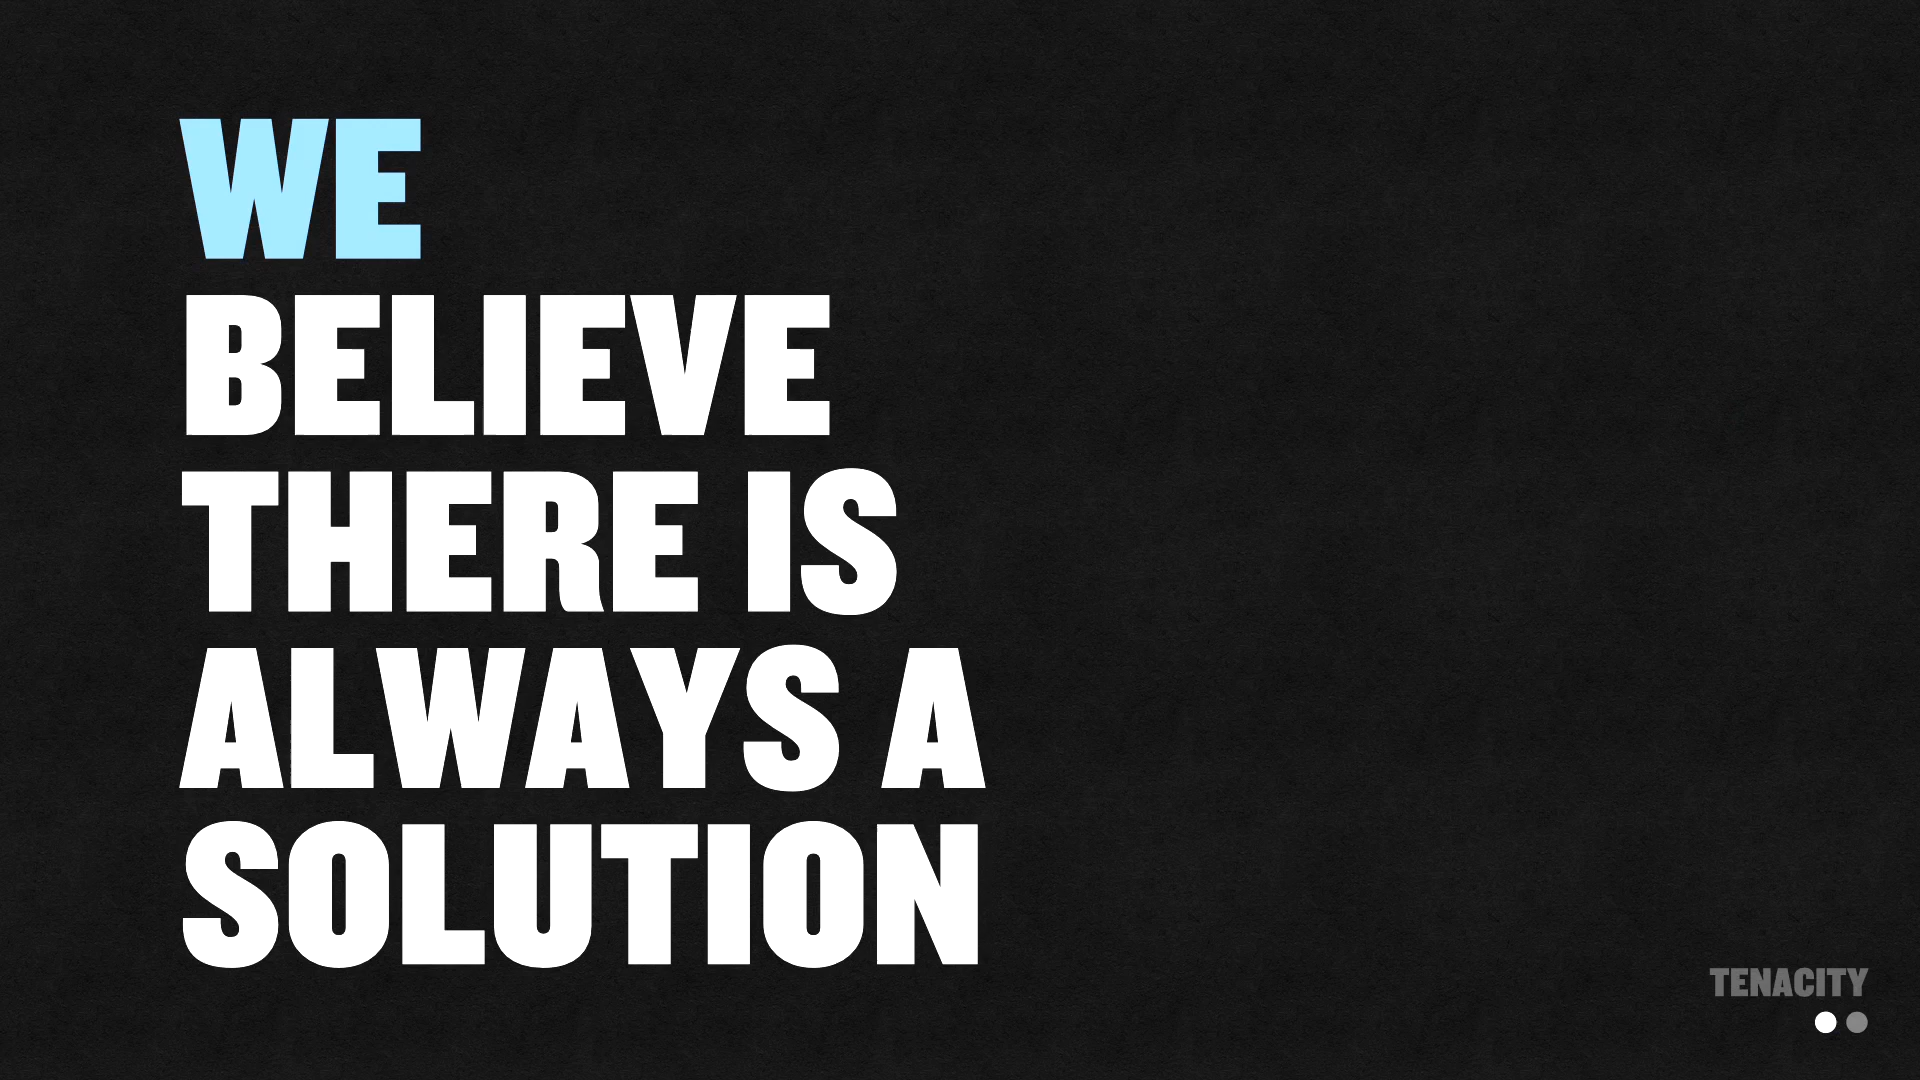 WE
BELIEVE
THERE IS
ALWAYS A
SOLUTION
TENACITY